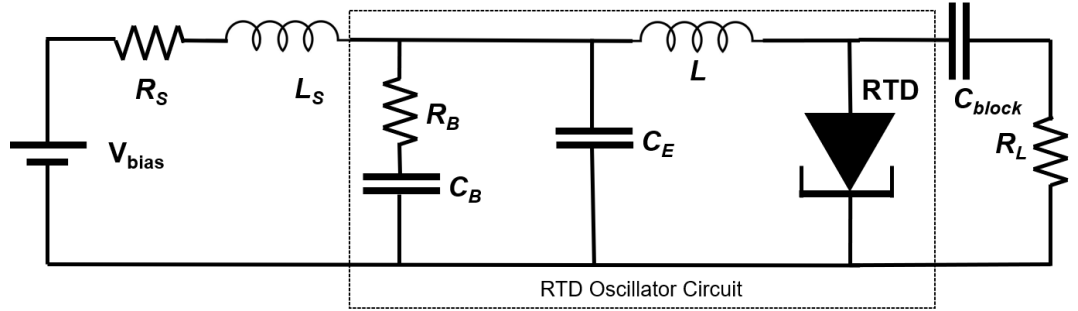 R_S
L_S
L
RTD
C_block
R_B
R_L
V_bias
C_E
C_B
RTD Oscillator Circuit